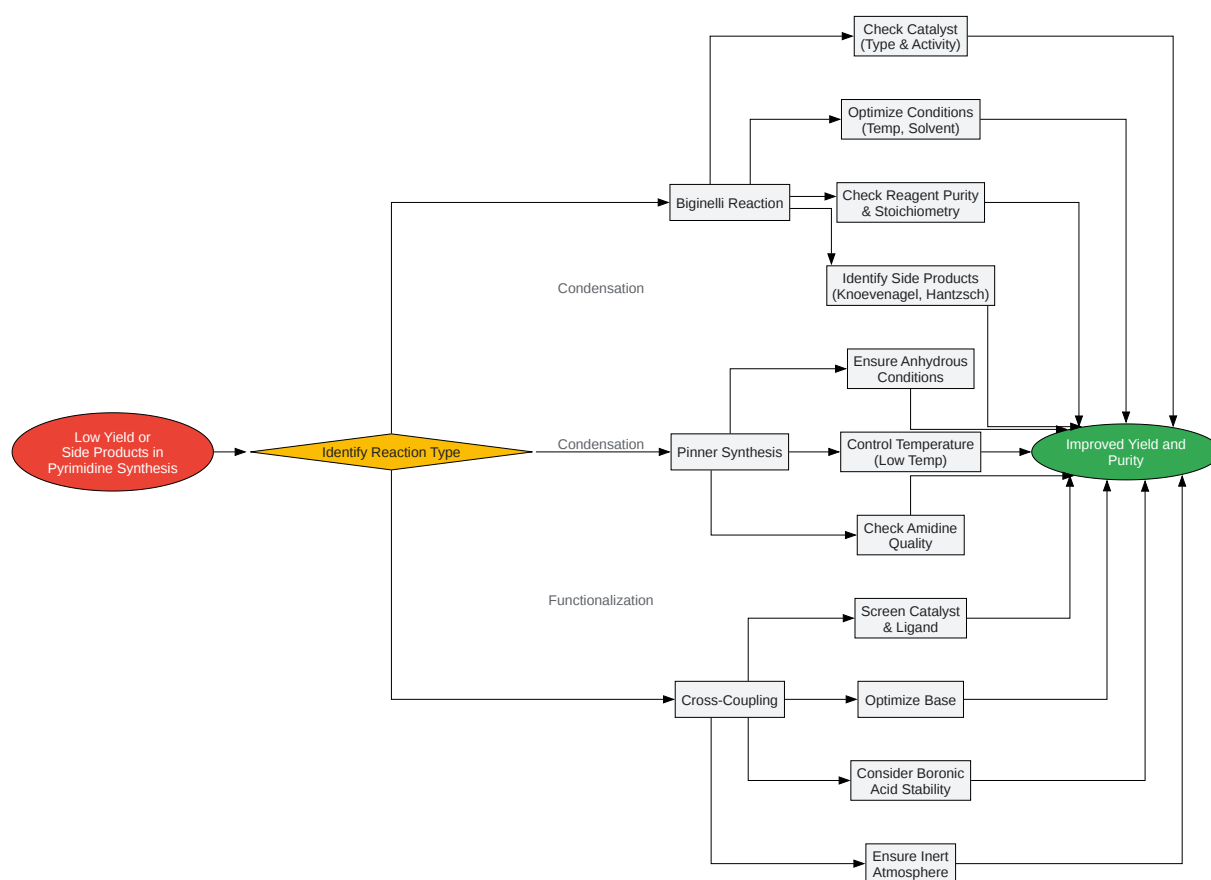 Low Yield or
Side Products in
Pyrimidine Synthesis
Identify Reaction Type
Condensation
Condensation
Functionalization
Biginelli Reaction
Pinner Synthesis
Cross-Coupling
Check Catalyst
(Type & Activity)
Optimize Conditions
(Temp, Solvent)
Check Reagent Purity
& Stoichiometry
Identify Side Products
(Knoevenagel, Hantzsch)
Ensure Anhydrous
Conditions
Control Temperature
(Low Temp)
Check Amidine
Quality
Screen Catalyst
& Ligand
Optimize Base
Consider Boronic
Acid Stability
Ensure Inert
Atmosphere
Improved Yield and
Purity